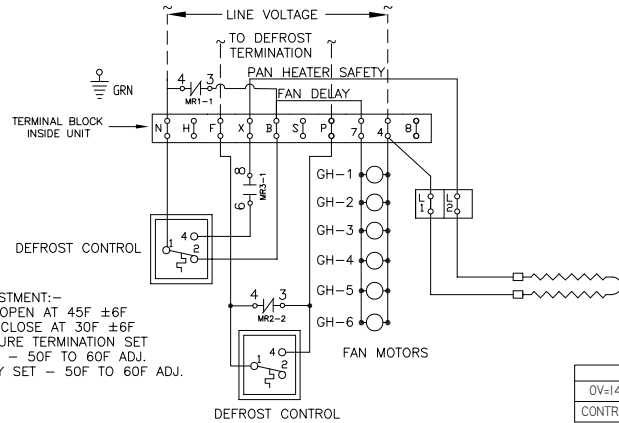 LINE VOLTAGE
TO DEFROST
TERMINATION
PAN HEATER SAFETY
4 3
MR1-1
FAN DELAY
GRN
TERMINAL BLOCK
INSIDE UNIT
N H F X B S P 7 4 8
8
MR3-1
6
L1 L2
GH-1
GH-2
GH-3
GH-4
GH-5
GH-6
FAN MOTORS
DEFROST CONTROL
1 4 2
4 3
MR2-2
1 4 2
DEFROST CONTROL
STMENT:-
OPEN AT 45F ±6F
CLOSE AT 30F ±6F
URE TERMINATION SET
– 50F TO 60F ADJ.
Y SET – 50F TO 60F ADJ.
OV=14
CONTR